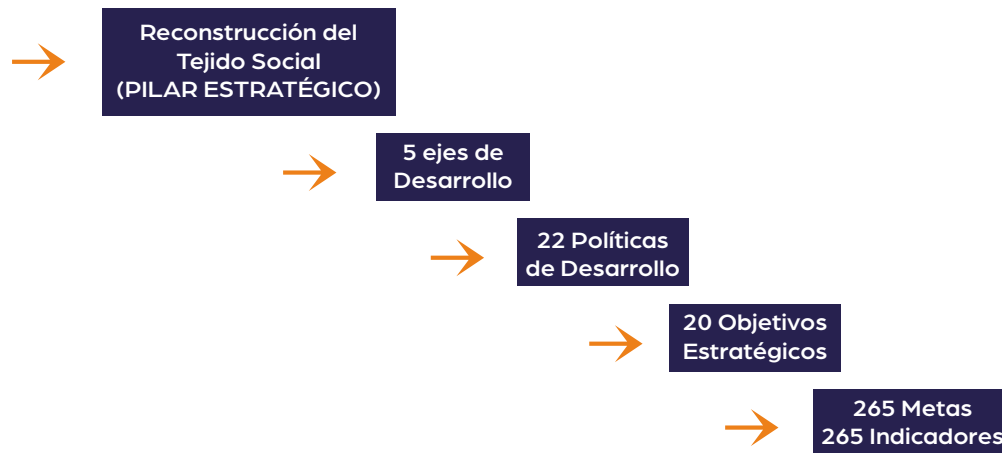 Reconstrucción del
Tejido Social
(PILAR ESTRATÉGICO)
5 ejes de
Desarrollo
22 Políticas
de Desarrollo
20 Objetivos
Estratégicos
265 Metas
265 Indicadores